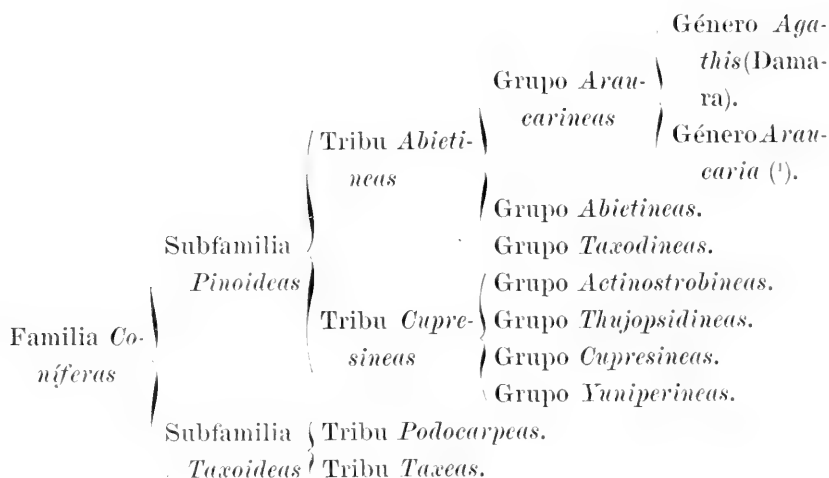 Género Aga-
this(Dama-
ra).
Grupo Arau-
carineas
Género Arau-
caria (¹).
Tribu Abieti-
neas
Grupo Abietineas.
Subfamilia
Pinoideas
Grupo Taxodineas.
Grupo Actinostrobineas.
Tribu Cupre-
sineas
Grupo Thujopsidineas.
Grupo Cupresineas.
Grupo Yuniperineas.
Familia Co-
níferas
Subfamilia
Taxoideas
Tribu Podocarpeas.
Tribu Taxeas.